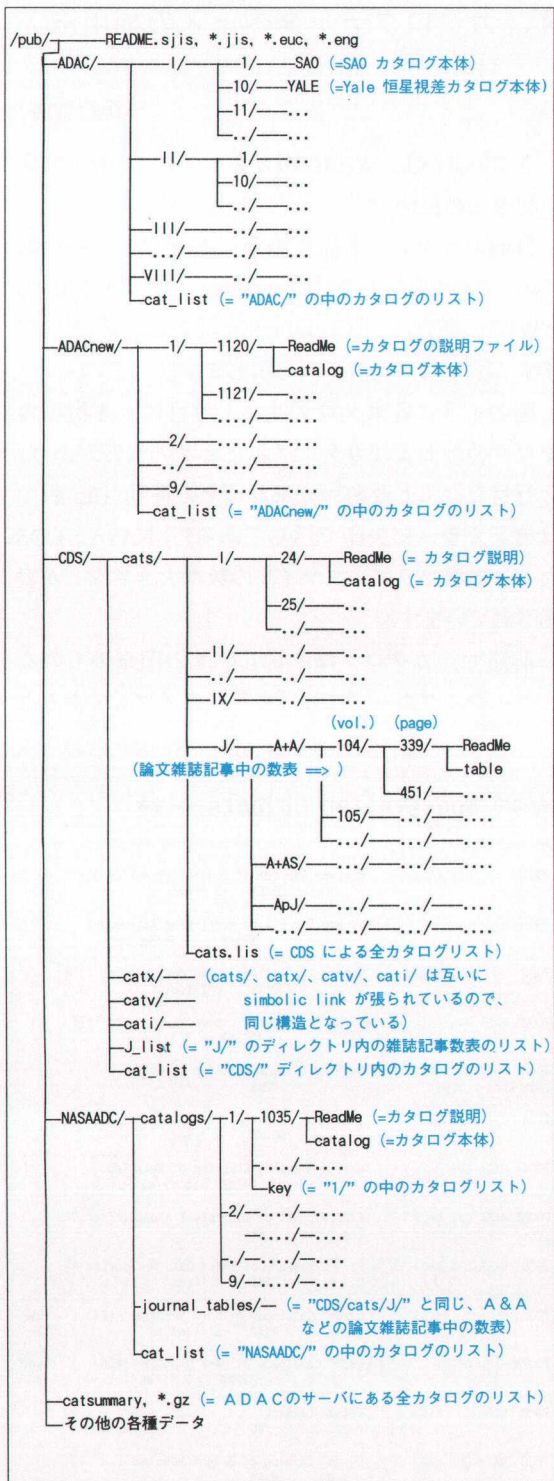 /pub/ README.sjis, *.jis, *.euc, *.eng
ADAC/ I/ 1/ SAO (=SAO カタログ本体)
10/ YALE (=Yale 恒星視差カタログ本体)
11/ ...
../ ...
II/ 1/ ...
10/ ...
../ ...
III/ ../ ...
.../ ../ ...
VIII/ ../ ...
cat_list (= "ADAC/" の中のカタログのリスト)
ADACnew/ 1/ 1120/ ReadMe (=カタログの説明ファイル)
catalog (=カタログ本体)
1121/ ...
..../ ...
2/ ..../ ...
../ ..../ ...
9/ ..../ ...
cat_list (= "ADACnew/" の中のカタログのリスト)
CDS/ cats/ I/ 24/ ReadMe (= カタログ説明)
catalog (= カタログ本体)
25/ ...
../ ...
II/ ../ ...
../ ../ ...
IX/ ../ ...
(vol.) (page)
J/ A+A/ 104/ 339/ ReadMe
(論文雑誌記事中の数表 ==> ) table
451/ ....
105/ .../ ....
.../ .../ ....
A+AS/ .../ .../ ....
ApJ/ .../ .../ ....
.../ .../ .../ ....
cats.lis (= CDS による全カタログリスト)
catx/ (cats/、catx/、catv/、cati/ は互いに
catv/ simbolic link が張られているので、
cati/ 同じ構造となっている)
J_list (= "J/" のディレクトリ内の雑誌記事数表のリスト)
cat_list (= "CDS/" ディレクトリ内のカタログのリスト)
NASAADC/ catalogs/ 1/ 1035/ ReadMe (=カタログ説明)
catalog (=カタログ本体)
..../ ....
key (= "1/" の中のカタログリスト)
2/ ..../ ....
..../ ....
../ ..../ ....
9/ ..../ ....
journal_tables/ (= "CDS/cats/J/" と同じ、A&A
などの論文雑誌記事中の数表)
cat_list (= "NASAADC/" の中のカタログのリスト)
catsummary, *.gz (= ADACのサーバにある全カタログのリスト)
その他の各種データ